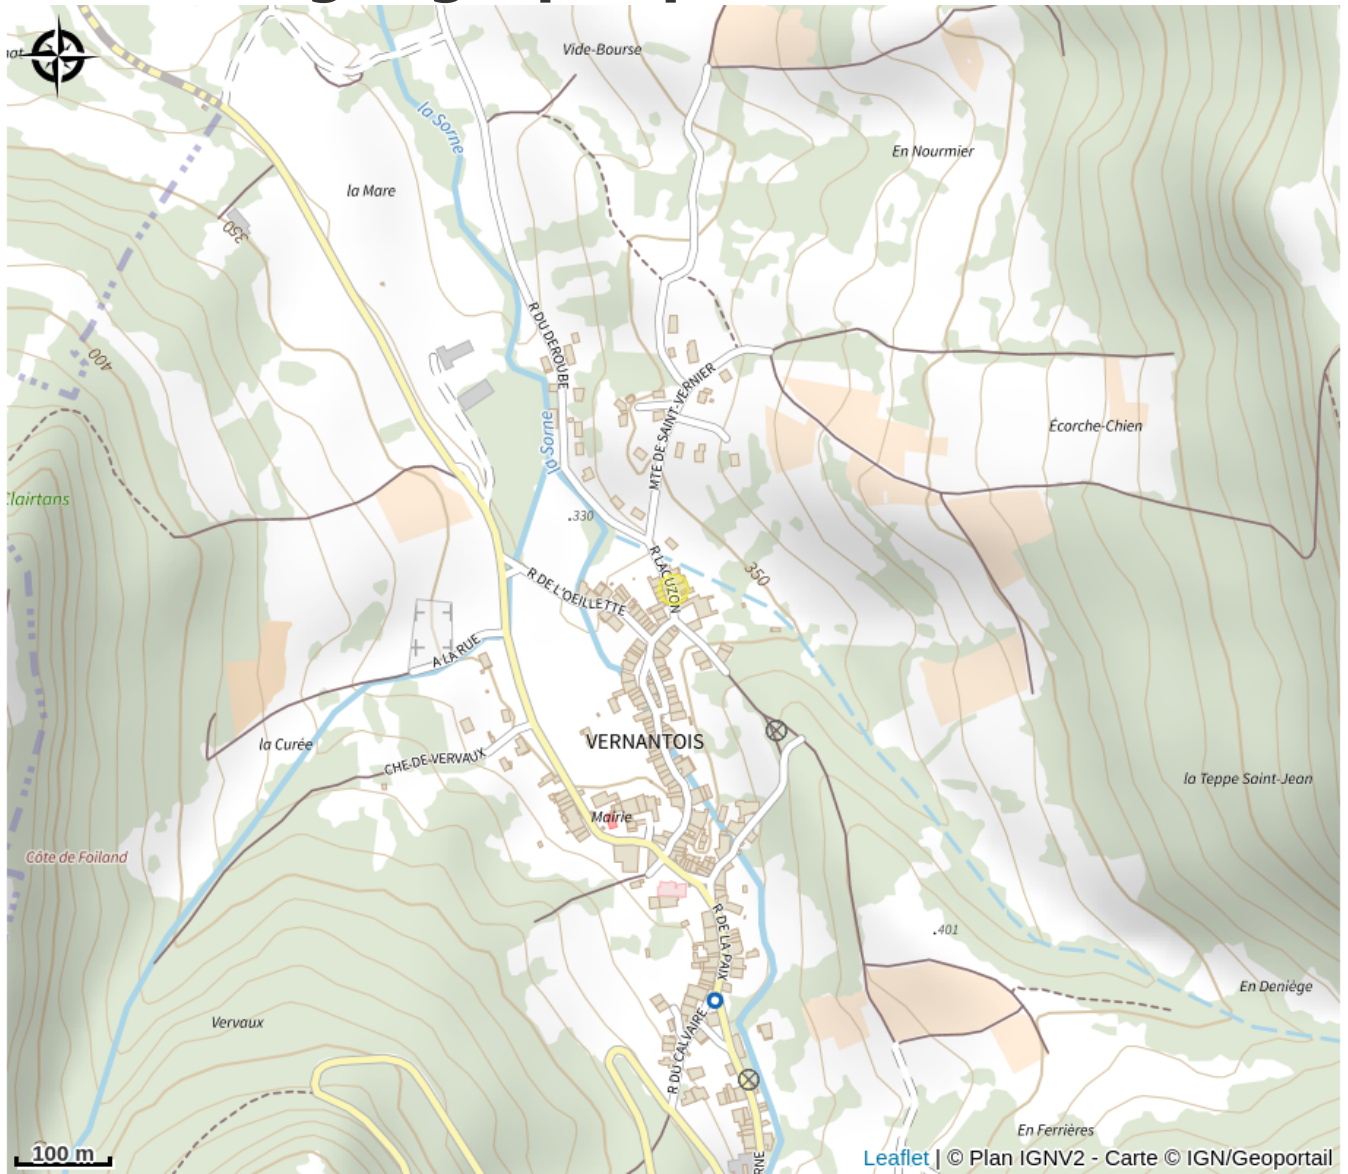 Vide-Bourse
la Sorne
En Nourmier
la Mare
350
R DU DEROUBE
400
MTE DE SAINT-VERNIER
la Sorne
Écorche-Chien
Clairtans
.330
R LACUZON
350
R DE L'OEILLETTE
A LA RUE
la Curée
VERNANTOIS
CHE-DE-VERVAUX
la Teppe Saint-Jean
Mairie
Côte de Foiland
R DE LA PAIX
.401
En Deniège
Vervaux
R DU CALVAIRE
En Ferrières
100 m
Leaflet | © Plan IGNV2 - Carte © IGN/Geoportail